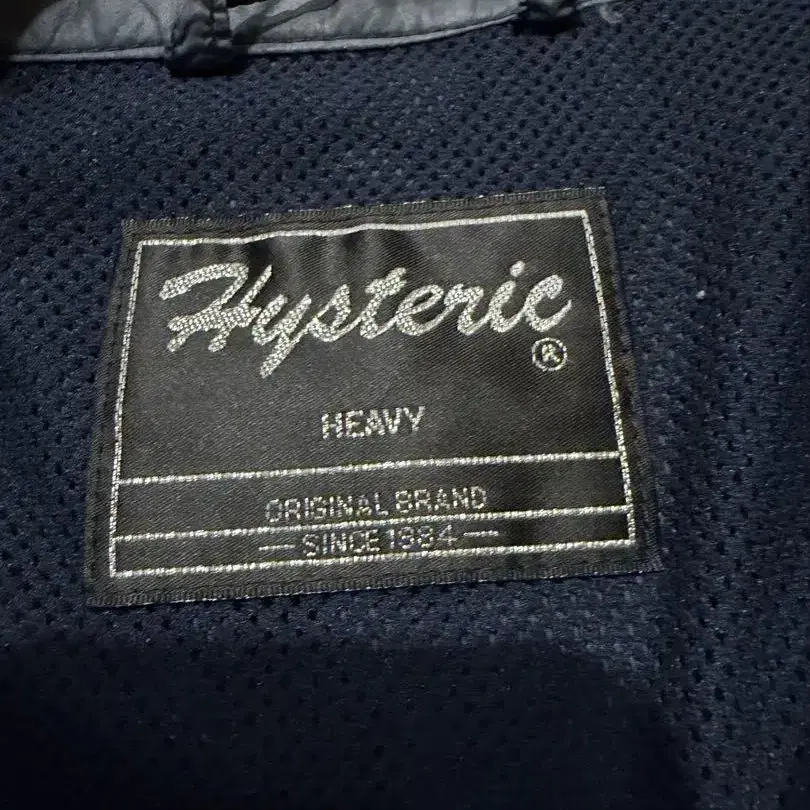 Hysteric
®
HEAVY
ORIGINAL BRAND
— SINCE 1984 —